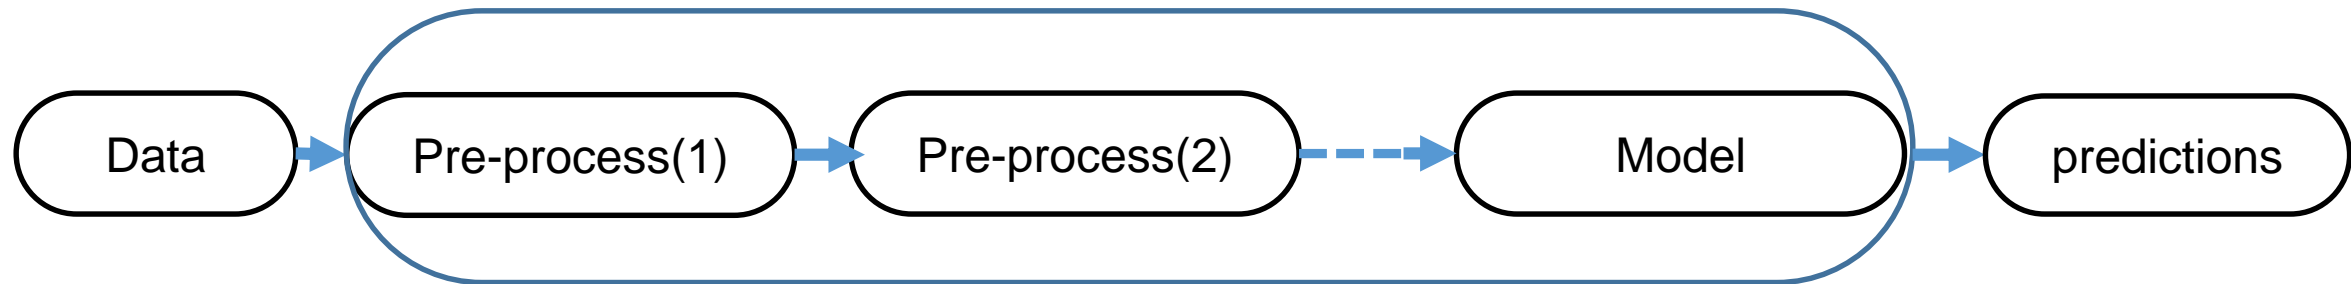 Data
Pre-process(1)
Pre-process(2)
Model
predictions